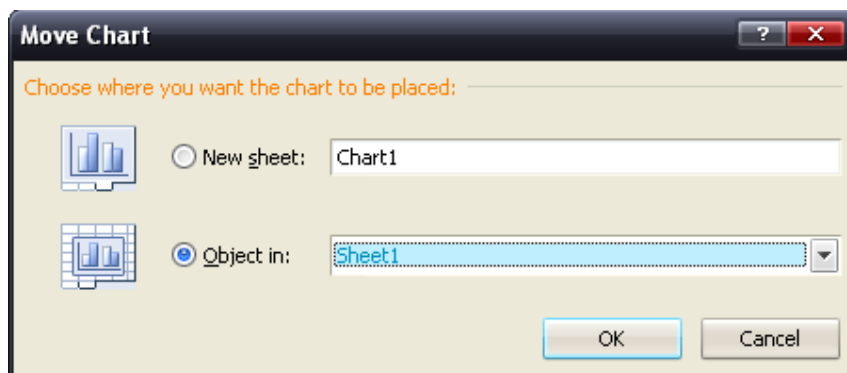 Move Chart
Choose where you want the chart to be placed:
New sheet: Chart1
Object in: Sheet1
OK Cancel